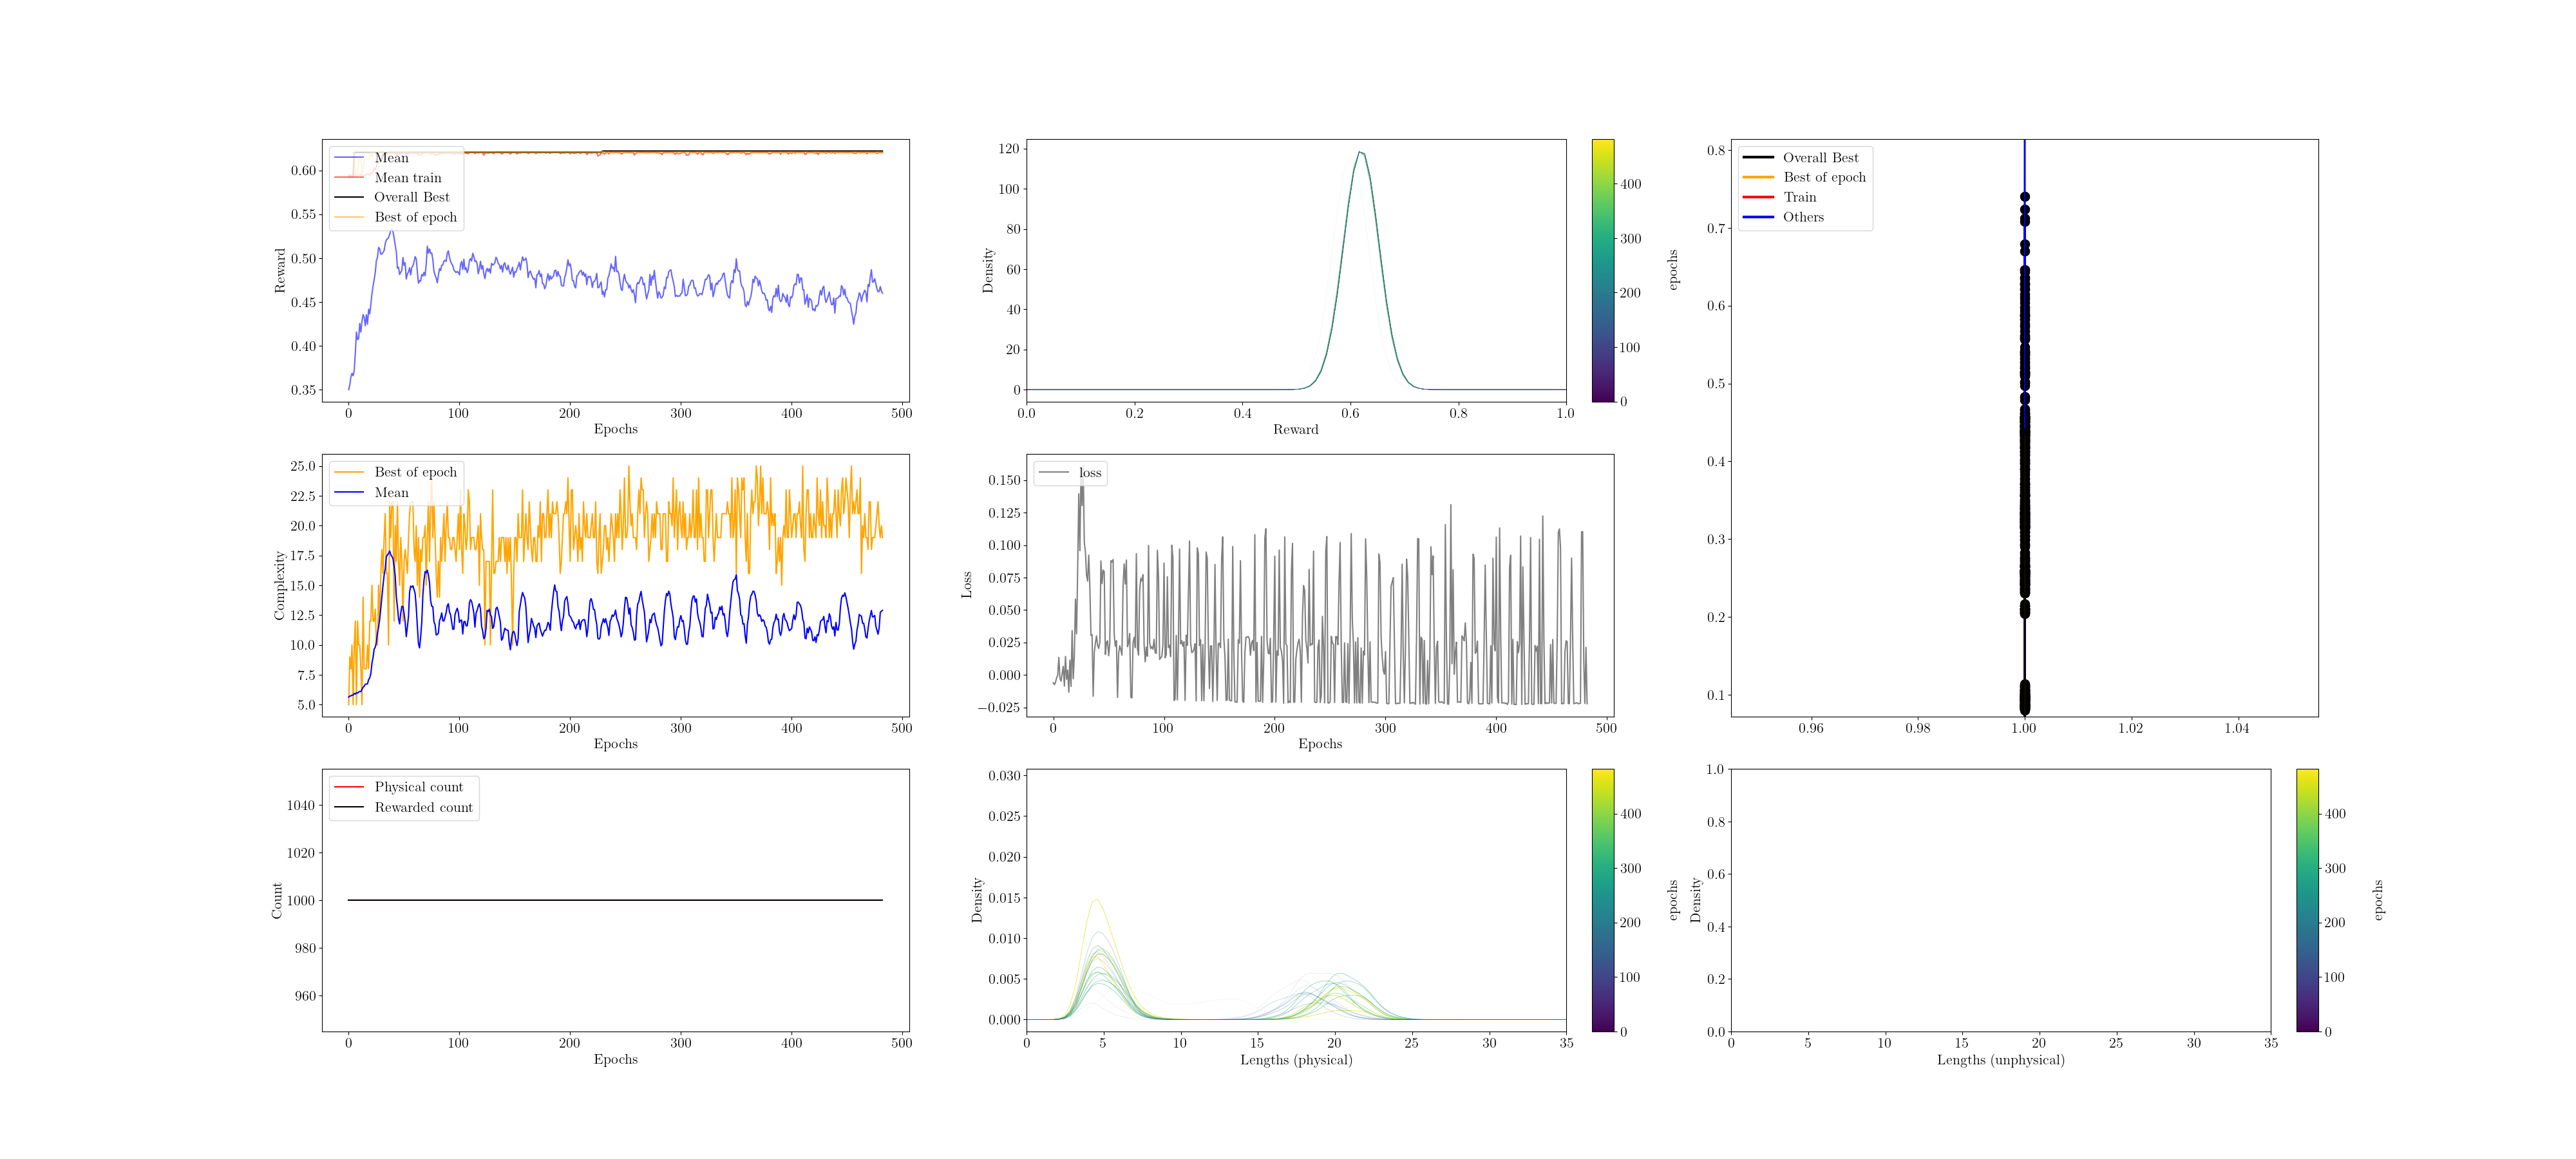 Mean
Mean train
Overall Best
Best of epoch
0.60
0.55
0.50
0.45
0.40
0.35
Reward
0 100 200 300 400 500
Epochs
120
100
80
60
40
20
0
Density
0.0 0.2 0.4 0.6 0.8 1.0
Reward
400
300
200
100
0
epochs
Overall Best
Best of epoch
Train
Others
0.8
0.7
0.6
0.5
0.4
0.3
0.2
0.1
0.96 0.98 1.00 1.02 1.04
Best of epoch
Mean
25.0
22.5
20.0
17.5
15.0
12.5
10.0
7.5
5.0
Complexity
0 100 200 300 400 500
Epochs
loss
0.150
0.125
0.100
0.075
0.050
0.025
0.000
−0.025
Loss
0 100 200 300 400 500
Epochs
Physical count
Rewarded count
1040
1020
1000
980
960
Count
0 100 200 300 400 500
Epochs
0.030
0.025
0.020
0.015
0.010
0.005
0.000
Density
0 5 10 15 20 25 30 35
Lengths (physical)
400
300
200
100
0
epochs
1.0
0.8
0.6
0.4
0.2
0.0
Density
0 5 10 15 20 25 30 35
Lengths (unphysical)
400
300
200
100
0
epochs